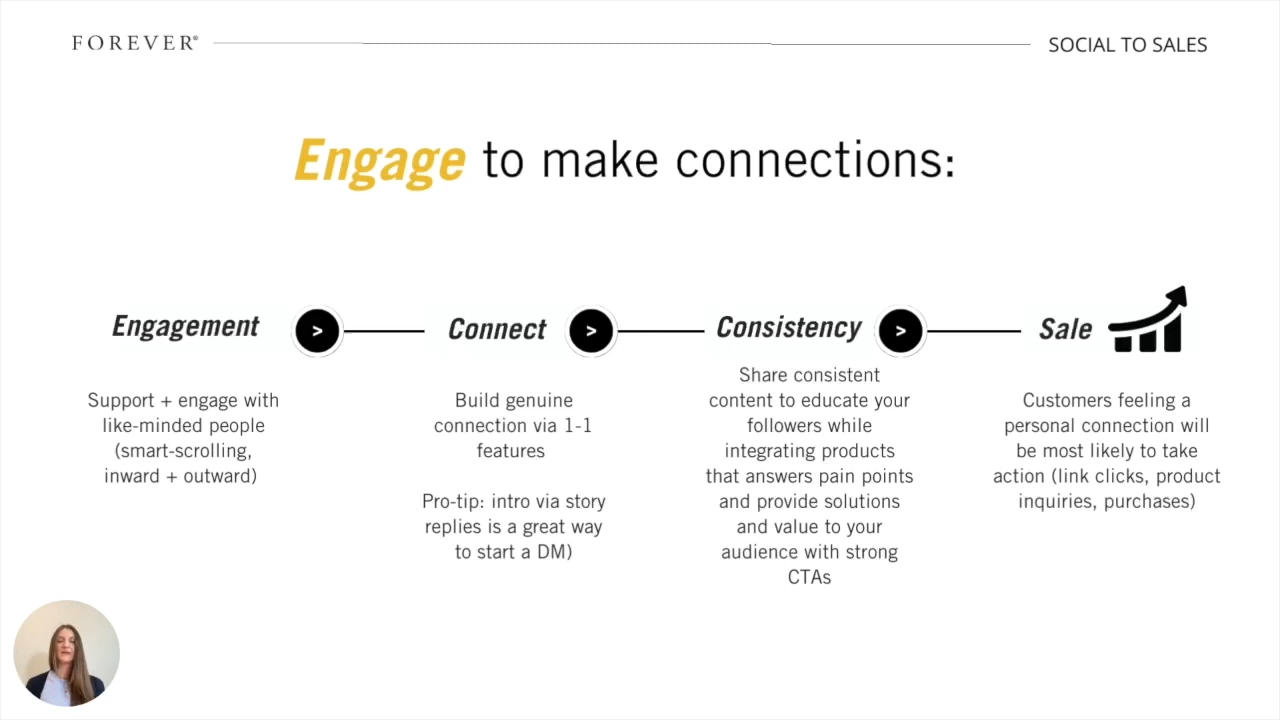 FOREVER®
SOCIAL TO SALES
Engage to make connections:
Engagement
>
Connect
>
Consistency
>
Sale
Support + engage with
like-minded people
(smart-scrolling,
inward + outward)
Build genuine
connection via 1-1
features
Pro-tip: intro via story
replies is a great way
to start a DM)
Share consistent
content to educate your
followers while
integrating products
that answers pain points
and provide solutions
and value to your
audience with strong
CTAs
Customers feeling a
personal connection will
be most likely to take
action (link clicks, product
inquiries, purchases)